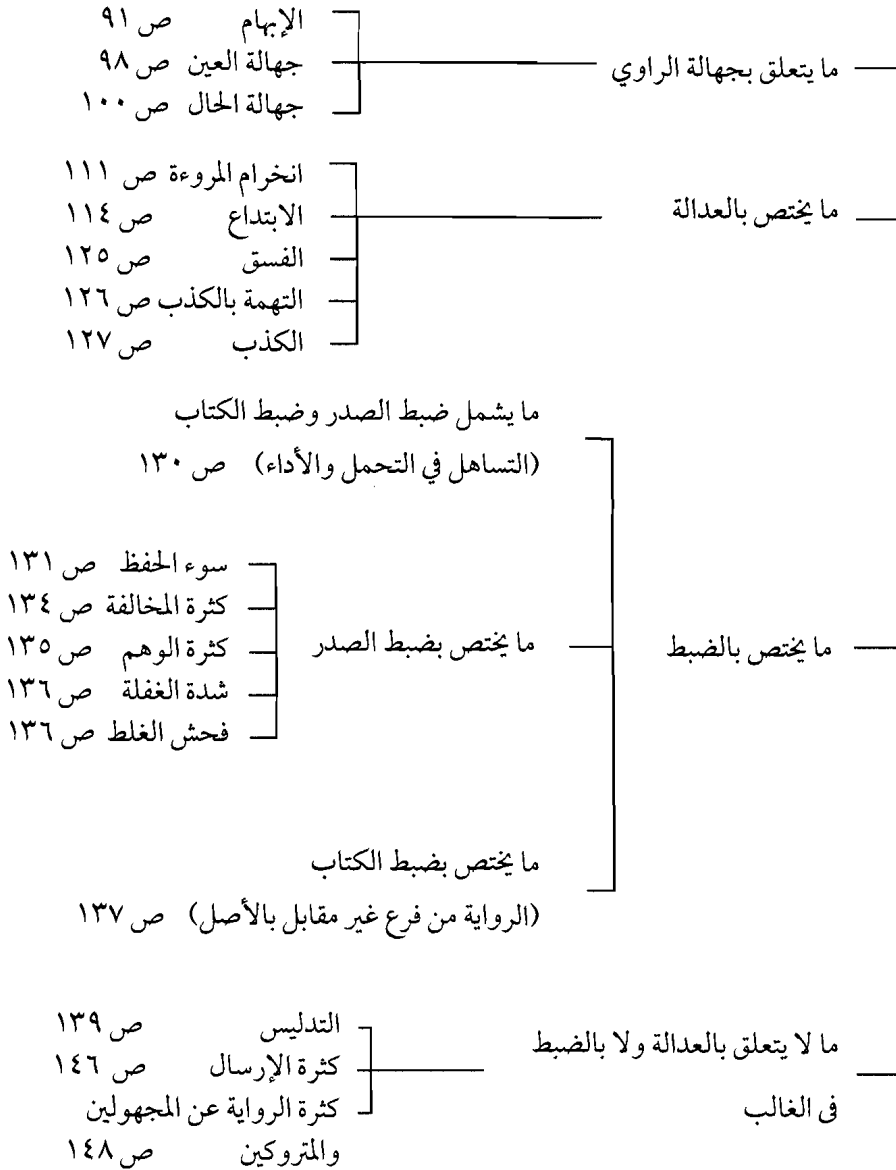 ما يتعلق بجهالة الراوي
الإبهام ص ٩١
جهالة العين ص ٩٨
جهالة الحال ص ١٠٠
ما يختص بالعدالة
انخرام المروءة ص ١١١
الابتداع ص ١١٤
الفسق ص ١٢٥
التهمة بالكذب ص ١٢٦
الكذب ص ١٢٧
ما يختص بالضبط
ما يشمل ضبط الصدر وضبط الكتاب
(التساهل في التحمل والأداء) ص ١٣٠
ما يختص بضبط الصدر
سوء الحفظ ص ١٣١
كثرة المخالفة ص ١٣٤
كثرة الوهم ص ١٣٥
شدة الغفلة ص ١٣٦
فحش الغلط ص ١٣٦
ما يختص بضبط الكتاب
(الرواية من فرع غير مقابل بالأصل) ص ١٣٧
ما لا يتعلق بالعدالة ولا بالضبط
فى الغالب
التدليس ص ١٣٩
كثرة الإرسال ص ١٤٦
كثرة الرواية عن المجهولين
والمتروكين ص ١٤٨